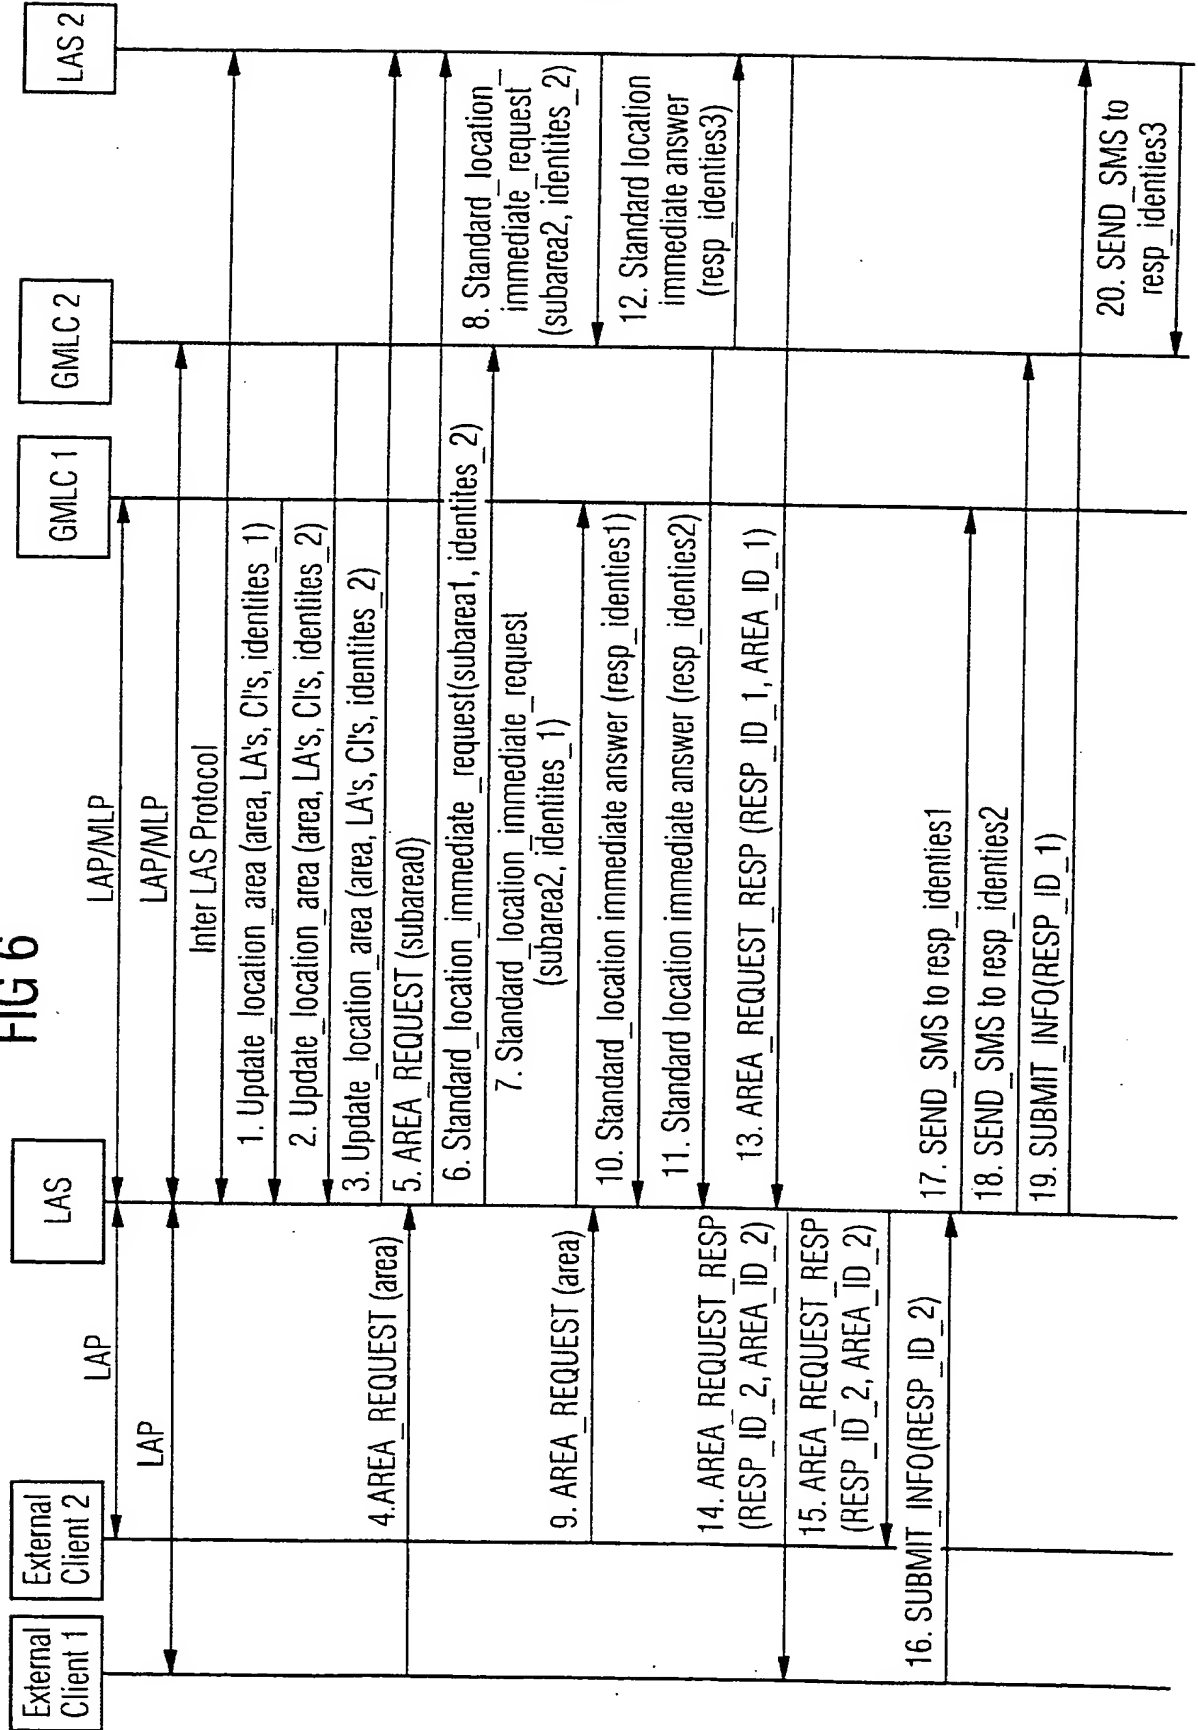 FIG 6
External
Client 1
External
Client 2
LAS
GMLC 1
GMLC 2
LAS 2
LAP
LAP
LAP/MLP
LAP/MLP
Inter LAS Protocol
1. Update_location_area (area, LA's, CI's, identites_1)
2. Update_location_area (area, LA's, CI's, identites_2)
3. Update_location_area (area, LA's, CI's, identites_2)
4.AREA_REQUEST (area)
5. AREA_REQUEST (subarea0)
6. Standard_location_immediate_request(subarea1, identites_2)
7. Standard_location_immediate_request
(subarea2, identites_1)
8. Standard_location_
immediate_request
(subarea2, identites_2)
9. AREA_REQUEST (area)
10. Standard_location immediate answer (resp_identies1)
11. Standard location immediate answer (resp_identies2)
12. Standard location
immediate answer
(resp_identies3)
13. AREA_REQUEST_RESP (RESP_ID_1, AREA_ID_1)
14. AREA_REQUEST_RESP
(RESP_ID_2, AREA_ID_2)
15. AREA_REQUEST_RESP
(RESP_ID_2, AREA_ID_2)
16. SUBMIT_INFO(RESP_ID_2)
17. SEND_SMS to resp_identies1
18. SEND_SMS to resp_identies2
19. SUBMIT_INFO(RESP_ID_1)
20. SEND_SMS to
resp_identies3